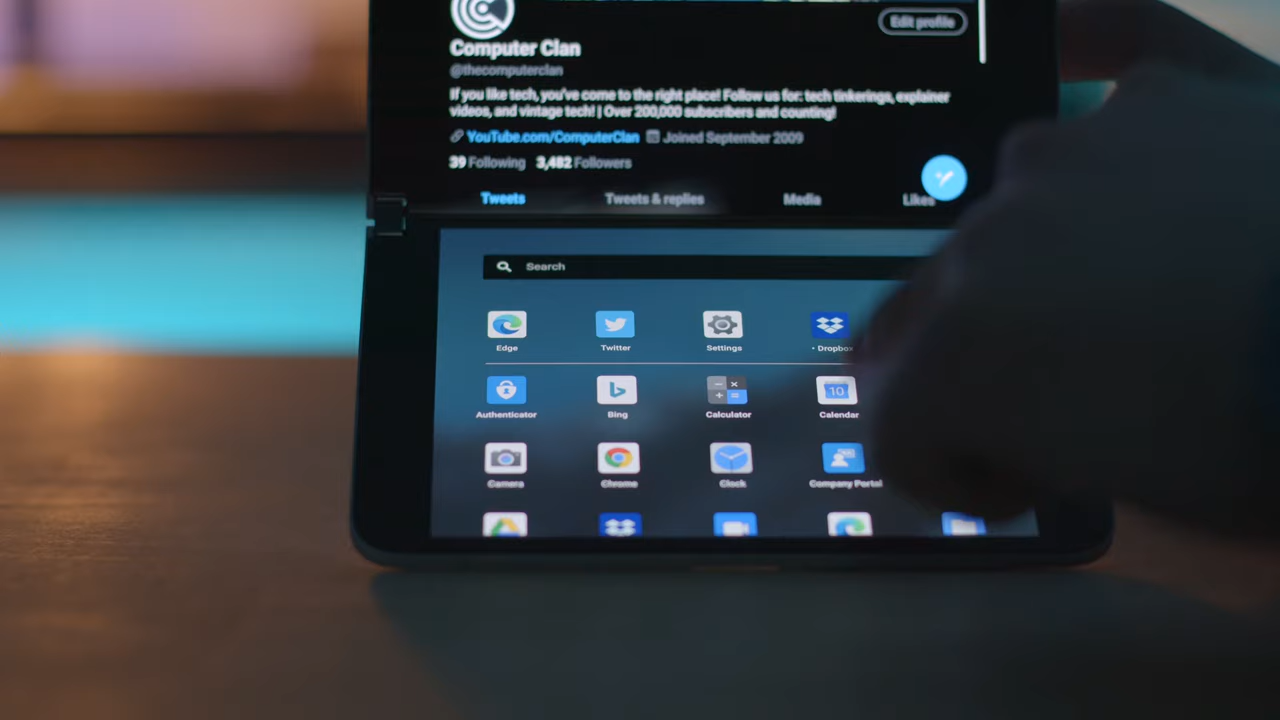 Edit profile
Computer Clan
@thecomputerclan
If you like tech, you've come to the right place! Follow us for: tech tinkerings, explainer
videos, and vintage tech! | Over 200,000 subscribers and counting!
YouTube.com/ComputerClan Joined September 2009
39 Following 3,482 Followers
Tweets Tweets & replies Media Likes
Search
Edge Twitter Settings Dropbox
10
Authenticator Bing Calculator Calendar
Camera Chrome Clock Company Portal